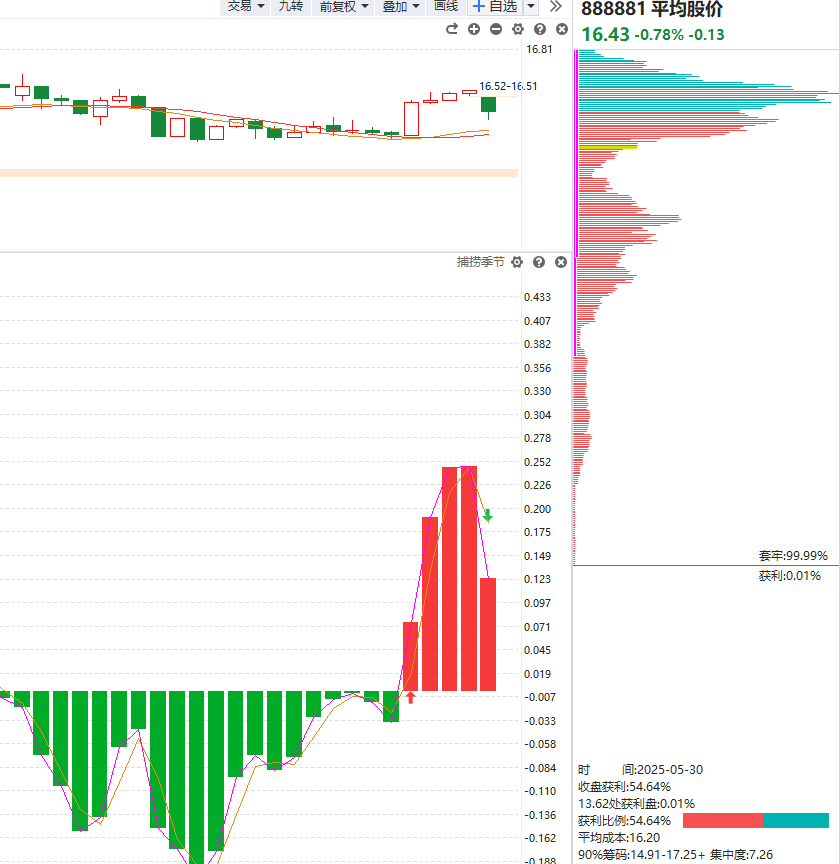 交易 九转 前复权 叠加 画线 + 自选
888881 平均股价
16.43 -0.78% -0.13
16.81
16.52-16.51
捕捞季节
0.433
0.407
0.382
0.356
0.330
0.304
0.278
0.252
0.226
0.200
0.175
0.149
0.123
0.097
0.071
0.045
0.019
-0.007
-0.033
-0.058
-0.084
-0.110
-0.136
-0.162
-0.188
套牢:99.99%
获利:0.01%
时 间:2025-05-30
收盘获利:54.64%
13.62处获利盘:0.01%
获利比例:54.64%
平均成本:16.20
90%筹码:14.91-17.25+ 集中度:7.26